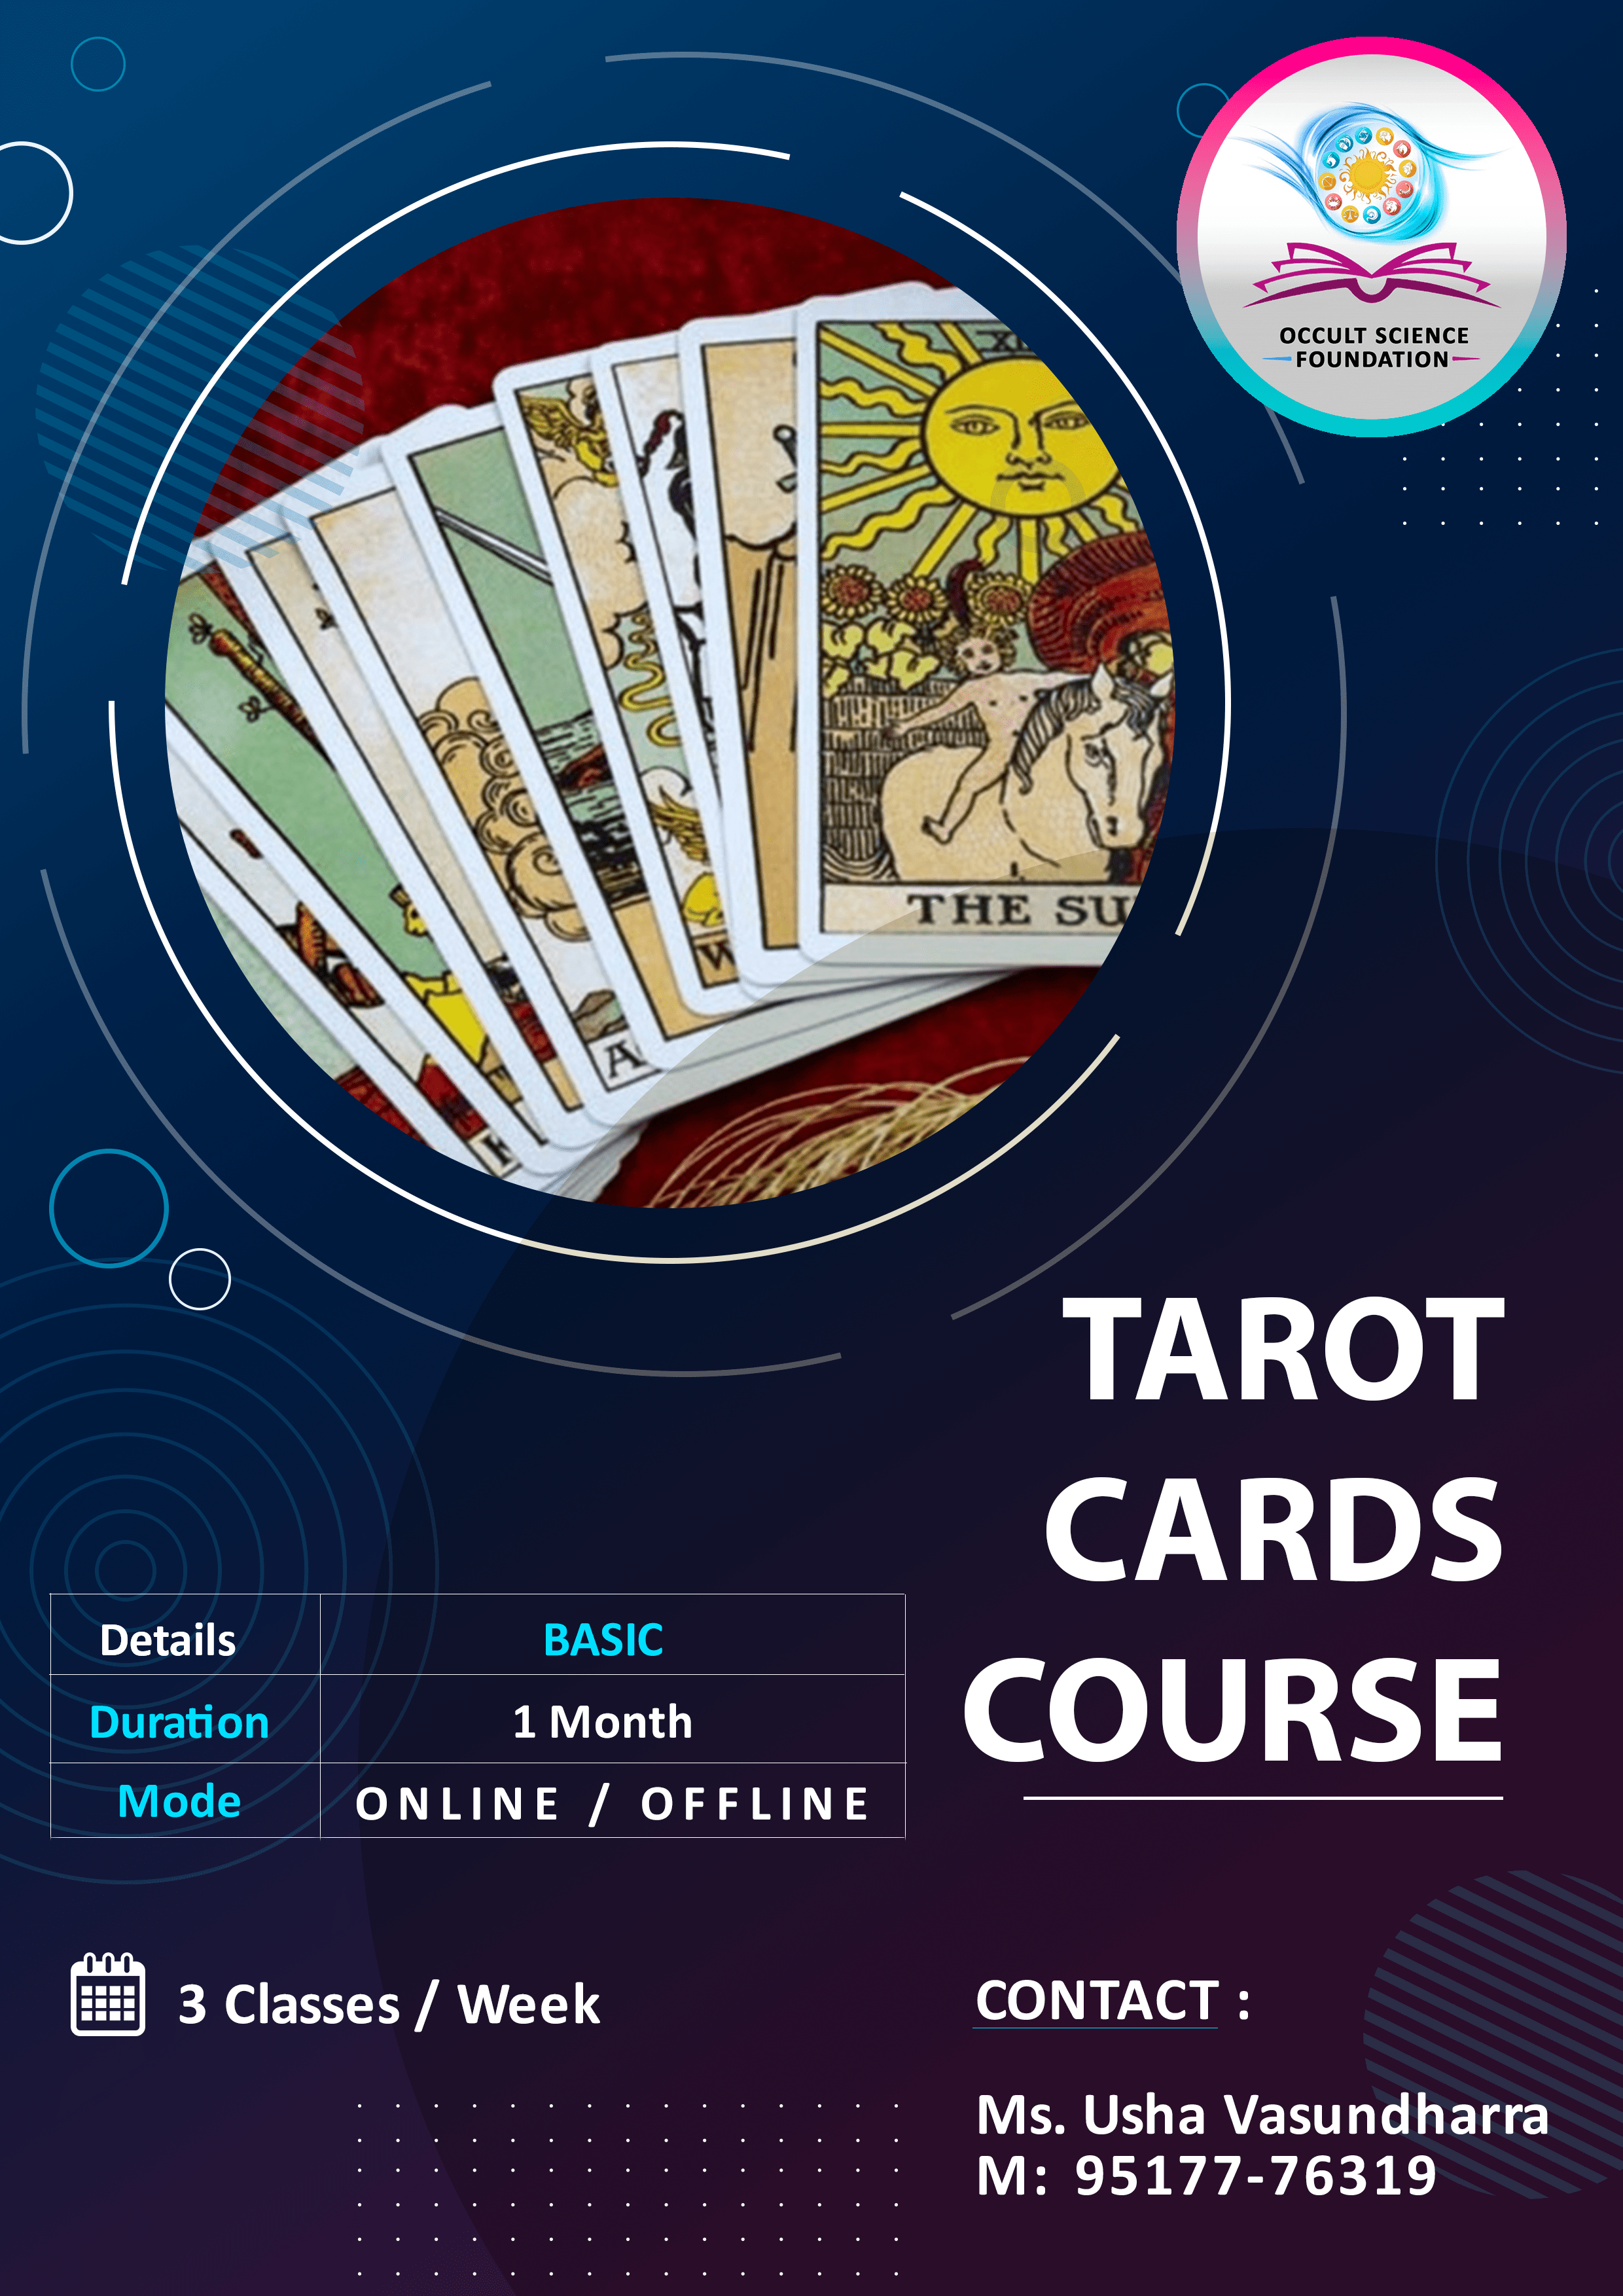 OCCULT SCIENCE
FOUNDATION
THE SU
W
A
TAROT
CARDS
COURSE
Details BASIC
Duration 1 Month
Mode ONLINE / OFFLINE
3 Classes / Week
CONTACT :
Ms. Usha Vasundharra
M: 95177-76319